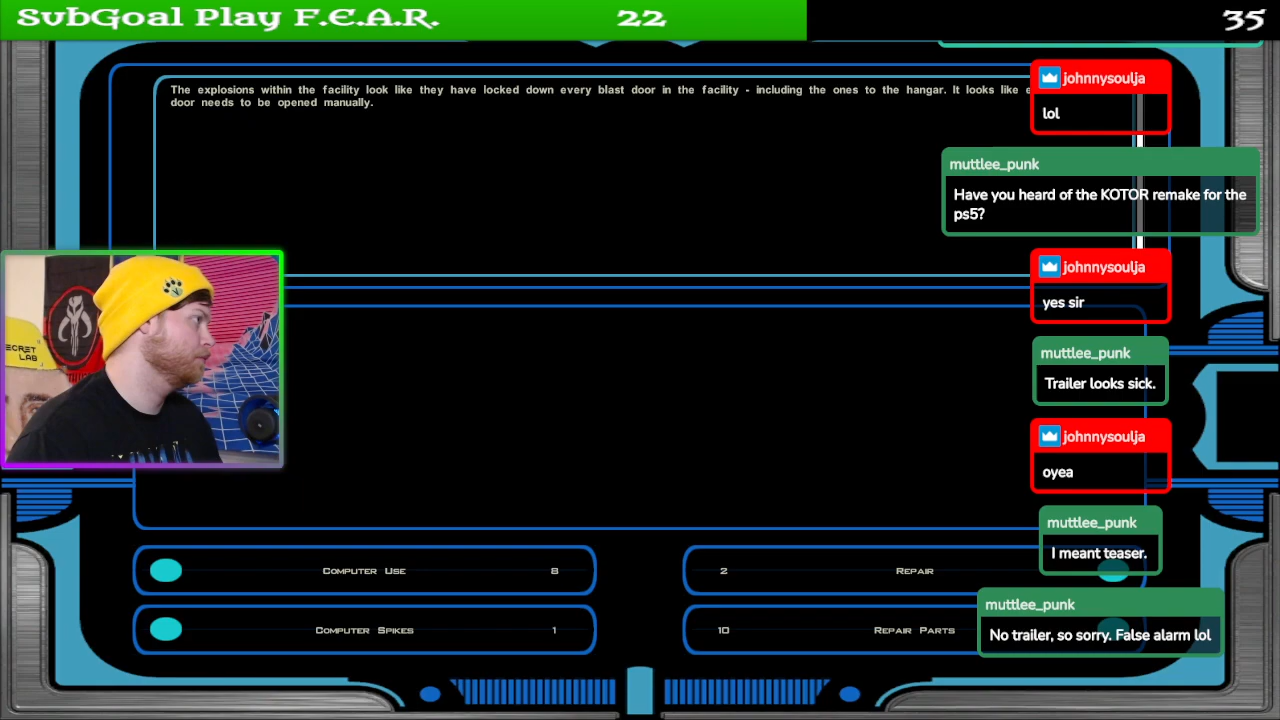 SubGoal Play F.E.A.R. 22 35
The explosions within the facility look like they have locked down every blast door in the facility - including the ones to the hangar. It looks like
door needs to be opened manually.
johnnysoulja
lol
muttlee_punk
Have you heard of the KOTOR remake for the
ps5?
johnnysoulja
yes sir
muttlee_punk
Trailer looks sick.
johnnysoulja
oyea
muttlee_punk
I meant teaser.
muttlee_punk
No trailer, so sorry. False alarm lol
ECRET
LAB
Computer Use 8
2 Repair
Computer Spikes 1
10 Repair Parts